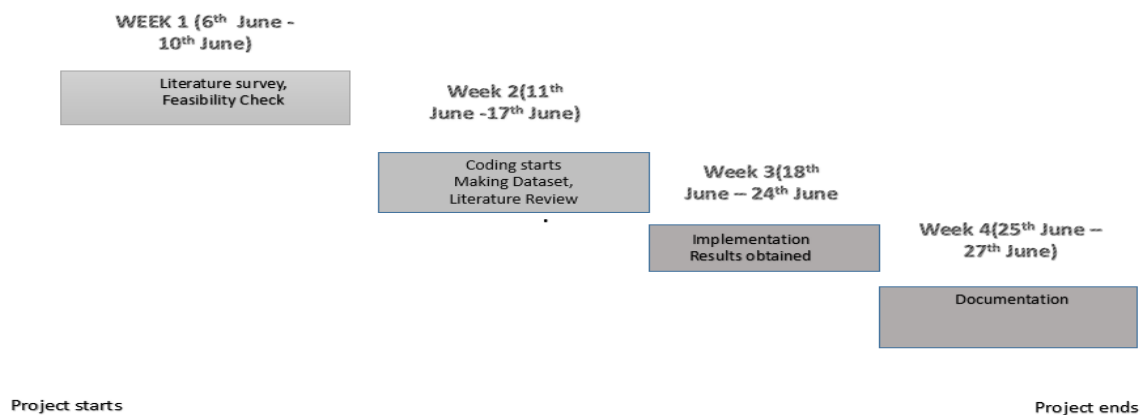 WEEK 1 (6th June -
10th June)
Literature survey,
Feasibility Check
Week 2(11th
June -17th June)
Coding starts
Making Dataset,
Literature Review
.
Week 3(18th
June – 24th June
Implementation
Results obtained
Week 4(25th June –
27th June)
Documentation
Project starts
Project ends